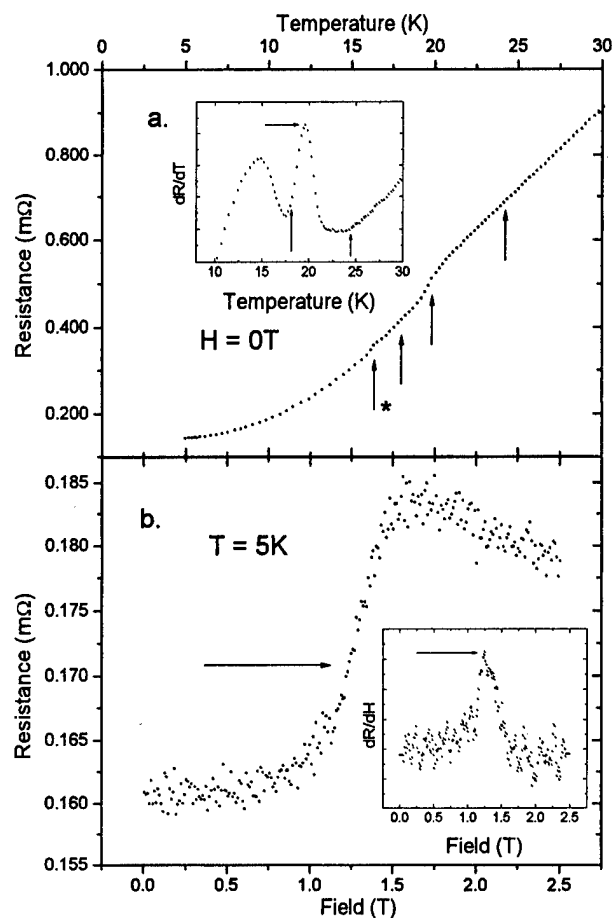 Temperature (K)
0 5 10 15 20 25 30
1.000
0.800
0.600
0.400
0.200
Resistance (mΩ)
a.
dR/dT
10 15 20 25 30
Temperature (K)
H = 0T
*
0.185
0.180
0.175
0.170
0.165
0.160
0.155
Resistance (mΩ)
b.
T = 5K
dR/dH
0.0 0.5 1.0 1.5 2.0 2.5
Field (T)
0.0 0.5 1.0 1.5 2.0 2.5
Field (T)